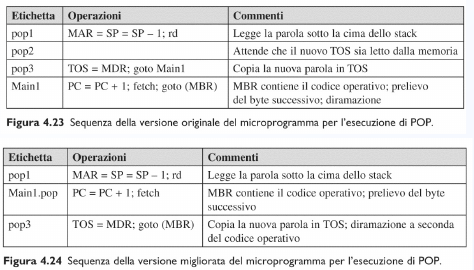 Etichetta Operazioni Commenti
pop1 MAR = SP = SP – 1; rd Legge la parola sotto la cima dello stack
pop2 Attende che il nuovo TOS sia letto dalla memoria
pop3 TOS = MDR; goto Main1 Copia la nuova parola in TOS
Main1 PC = PC + 1; fetch; goto (MBR) MBR contiene il codice operativo; prelievo
del byte successivo; diramazione
Figura 4.23 Sequenza della versione originale del microprogramma per l'esecuzione di POP.
Etichetta Operazioni Commenti
pop1 MAR = SP = SP – 1; rd Legge la parola sotto la cima dello stack
Main1.pop PC = PC + 1; fetch MBR contiene il codice operativo; prelievo del byte
successivo
pop3 TOS = MDR; goto (MBR) Copia la nuova parola in TOS; diramazione a seconda
del codice operativo
Figura 4.24 Sequenza della versione migliorata del microprogramma per l'esecuzione di POP.